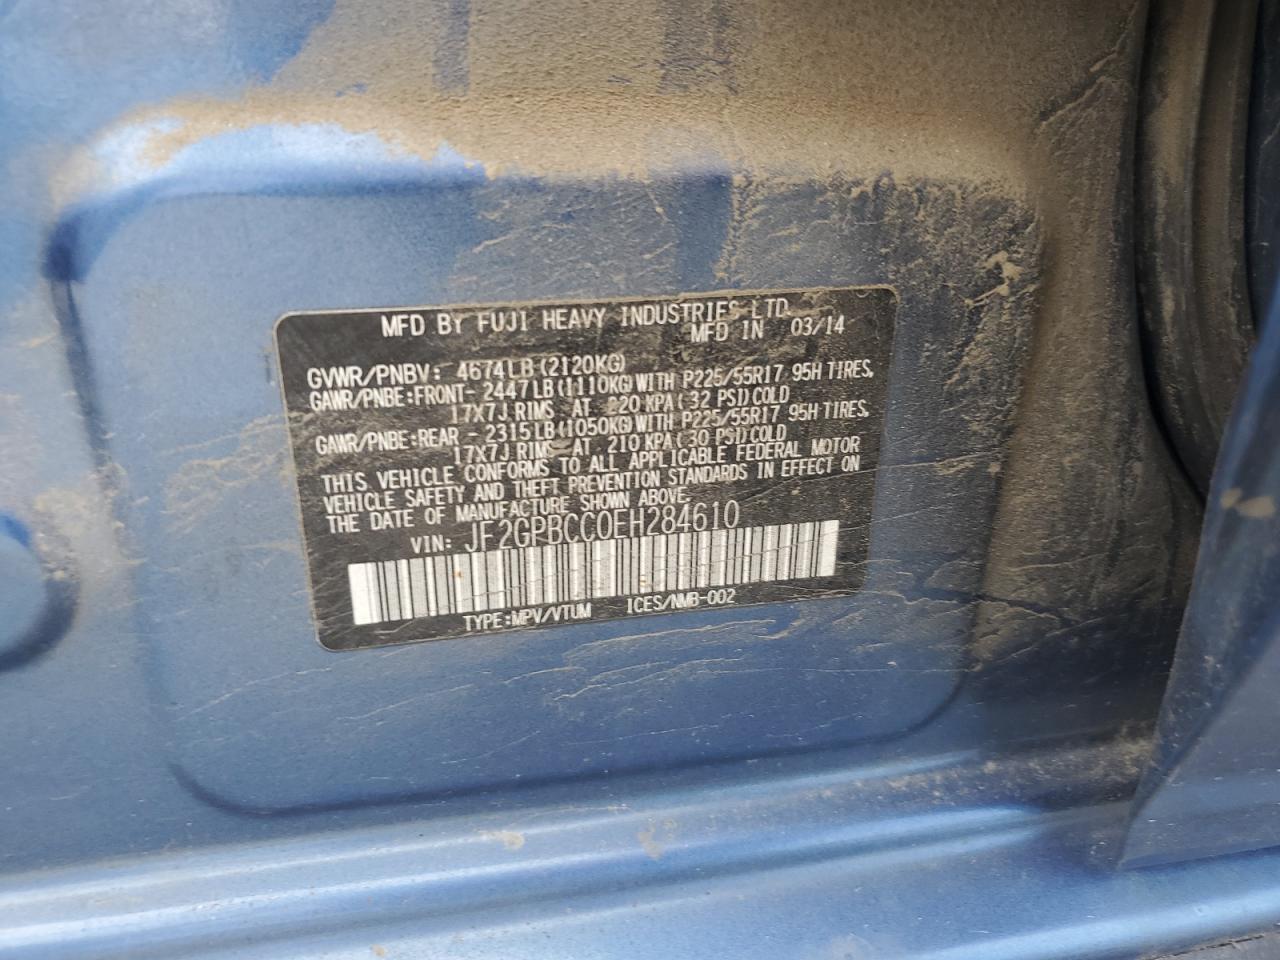 MFD BY FUJI HEAVY INDUSTRIES LTD.
MFD IN 03/14
GVWR/PNBV: 4674LB (2120KG)
GAWR/PNBE:FRONT- 2447LB(1110KG)WITH P225/55R17 95H TIRES,
17X7J RIMS AT 220 KPA(32 PSI)COLD
GAWR/PNBE:REAR - 2315LB(1050KG)WITH P225/55R17 95H TIRES,
17X7J RIMS AT 210 KPA(30 PSI)COLD
THIS VEHICLE CONFORMS TO ALL APPLICABLE FEDERAL MOTOR
VEHICLE SAFETY AND THEFT PREVENTION STANDARDS IN EFFECT ON
THE DATE OF MANUFACTURE SHOWN ABOVE.
VIN: JF2GPBCC0EH284610
TYPE:MPV/VTUM ICES/NMB-002